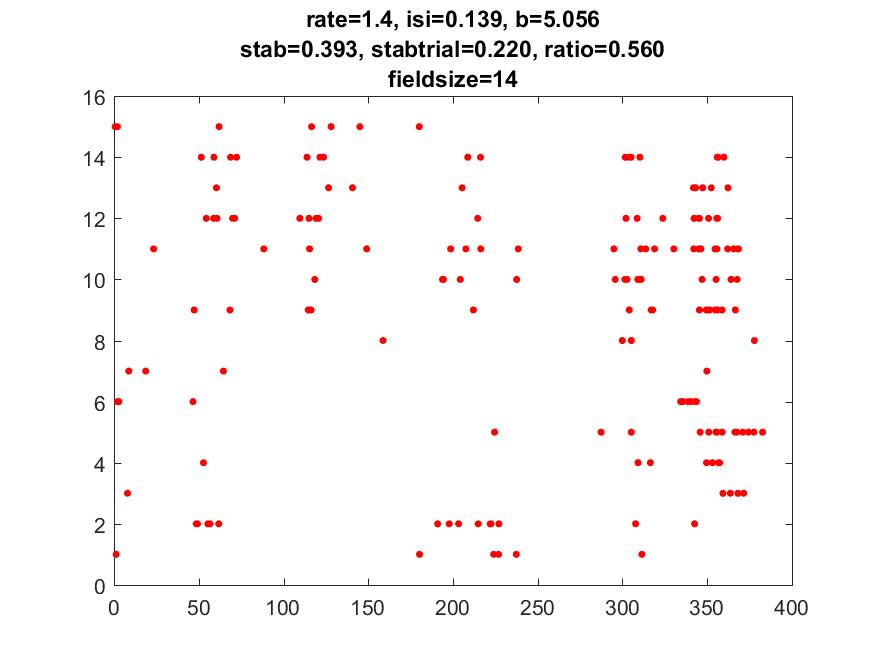 rate=1.4, isi=0.139, b=5.056
stab=0.393, stabtrial=0.220, ratio=0.560
fieldsize=14
16
14
12
10
8
6
4
2
0
0 50 100 150 200 250 300 350 400